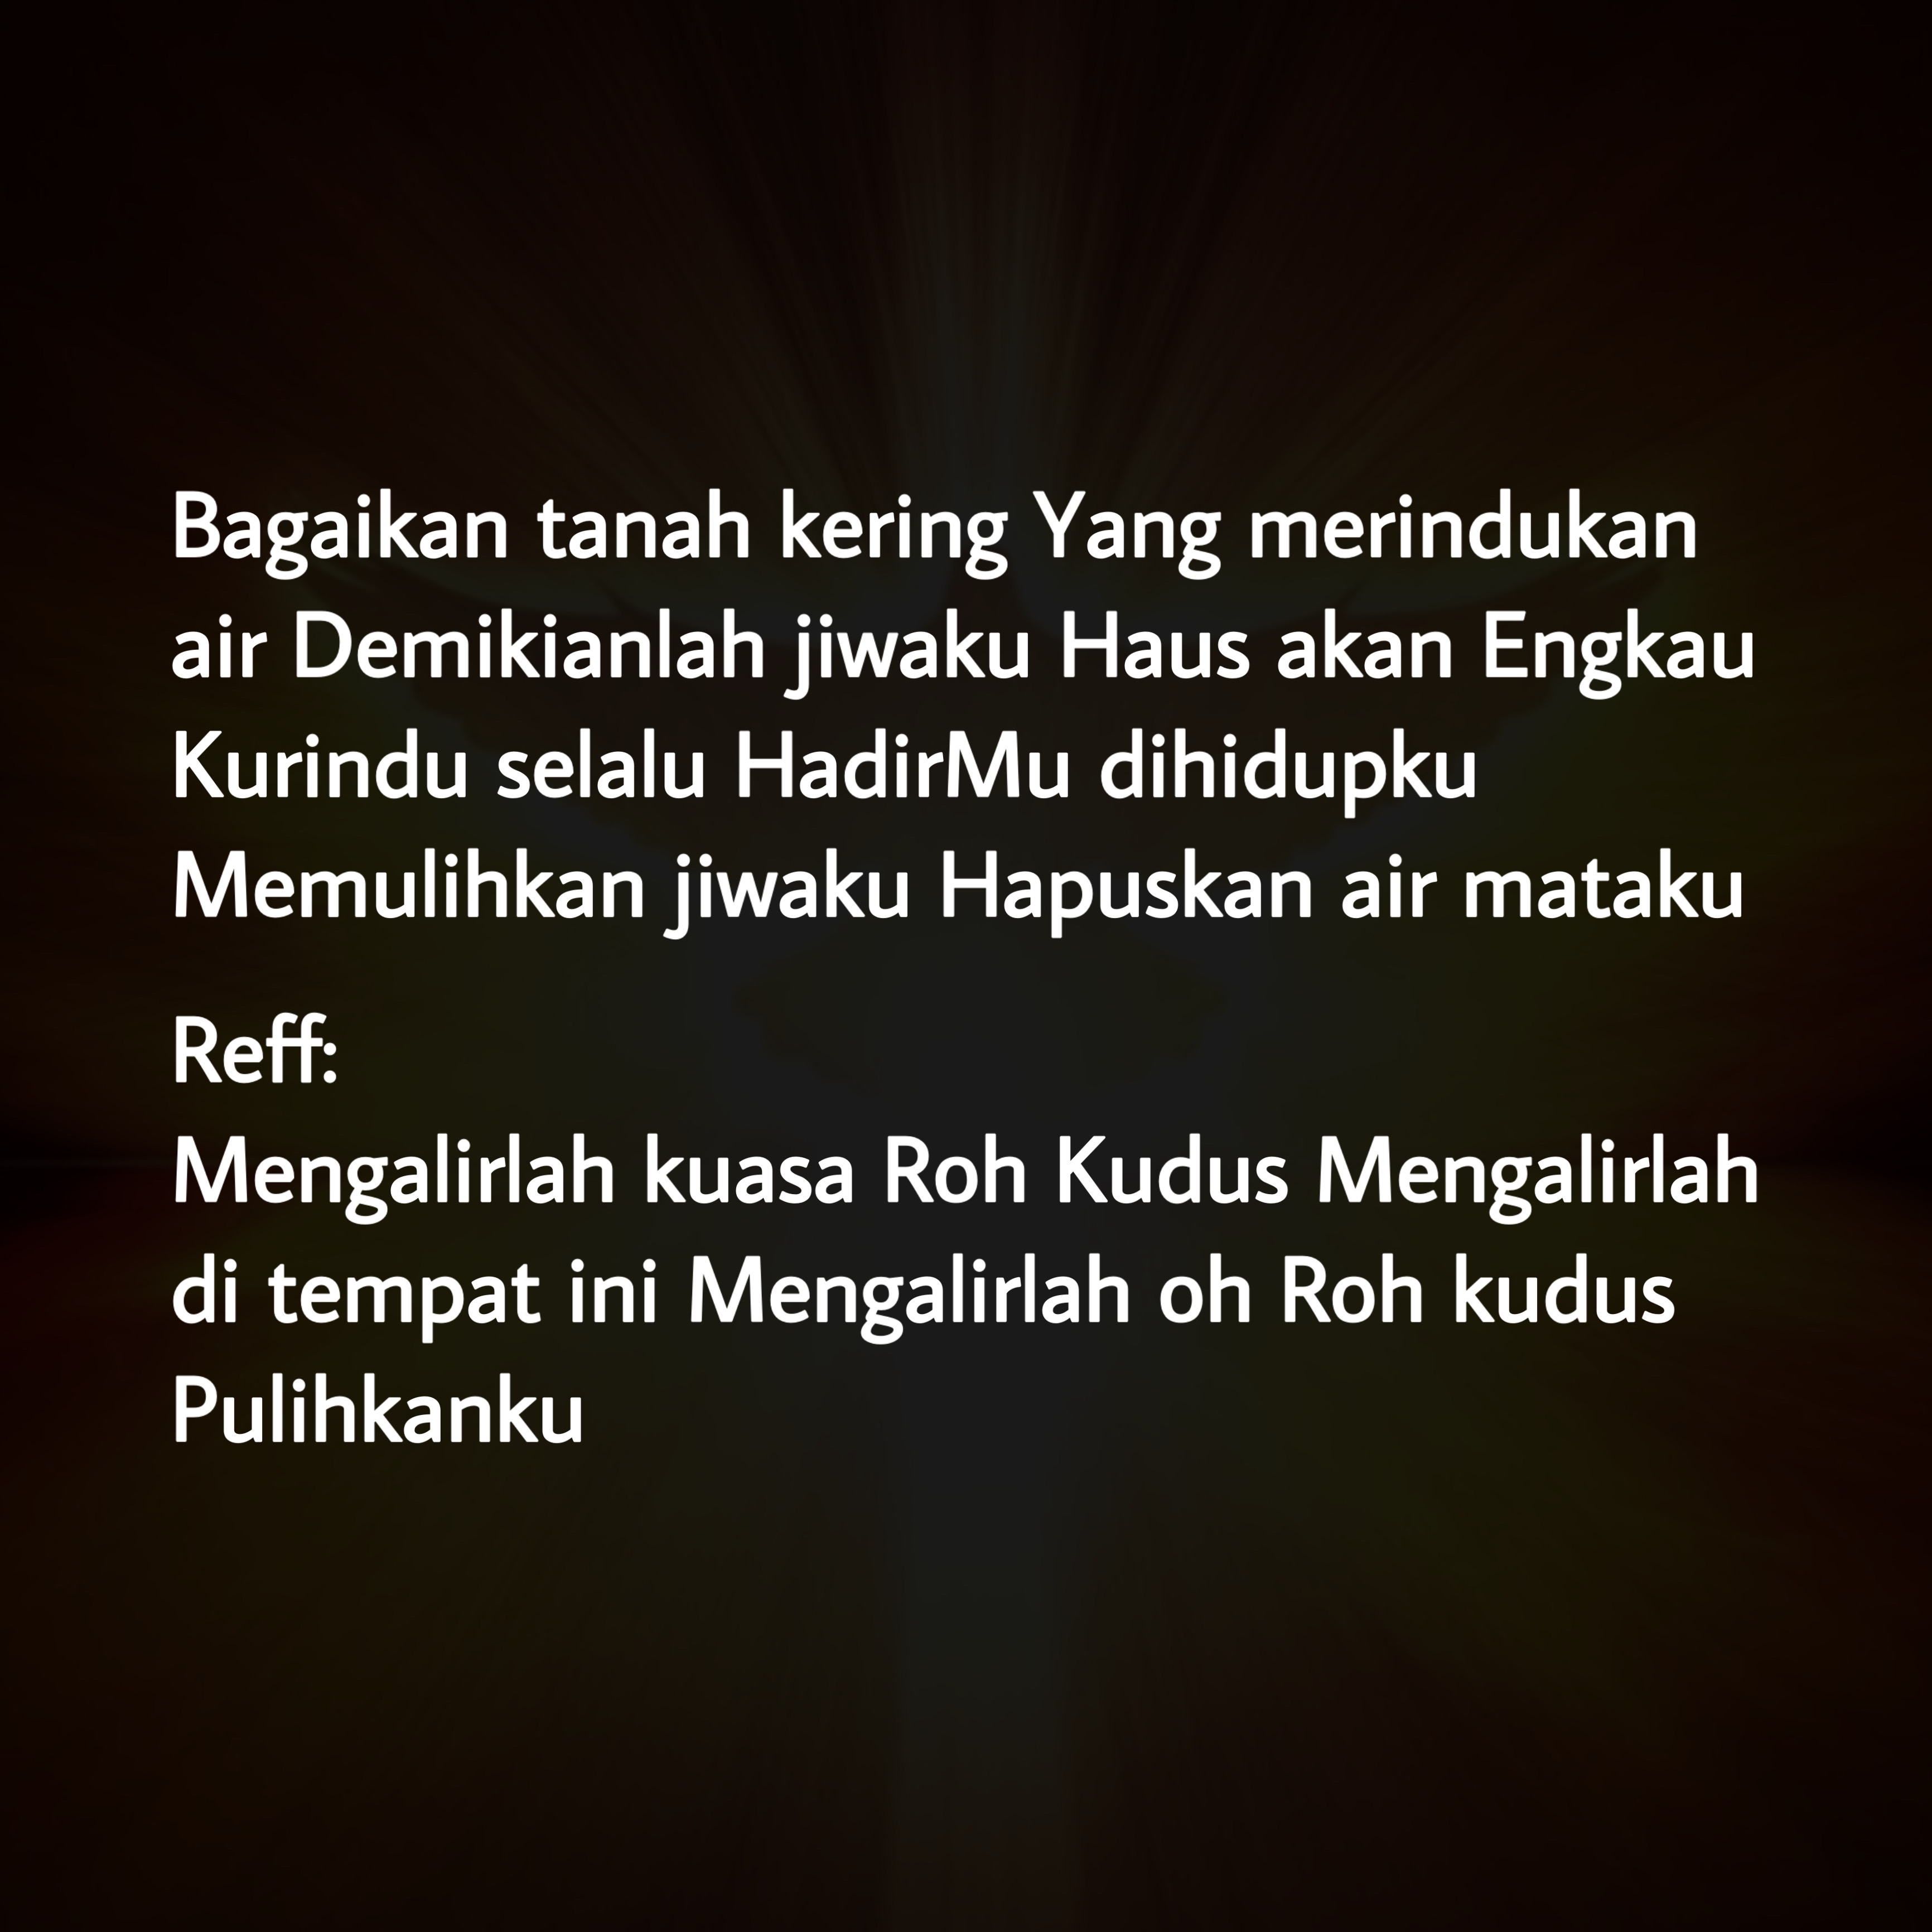 Bagaikan tanah kering Yang merindukan
air Demikianlah jiwaku Haus akan Engkau
Kurindu selalu HadirMu dihidupku
Memulihkan jiwaku Hapuskan air mataku
Reff:
Mengalirlah kuasa Roh Kudus Mengalirlah
di tempat ini Mengalirlah oh Roh kudus
Pulihkanku